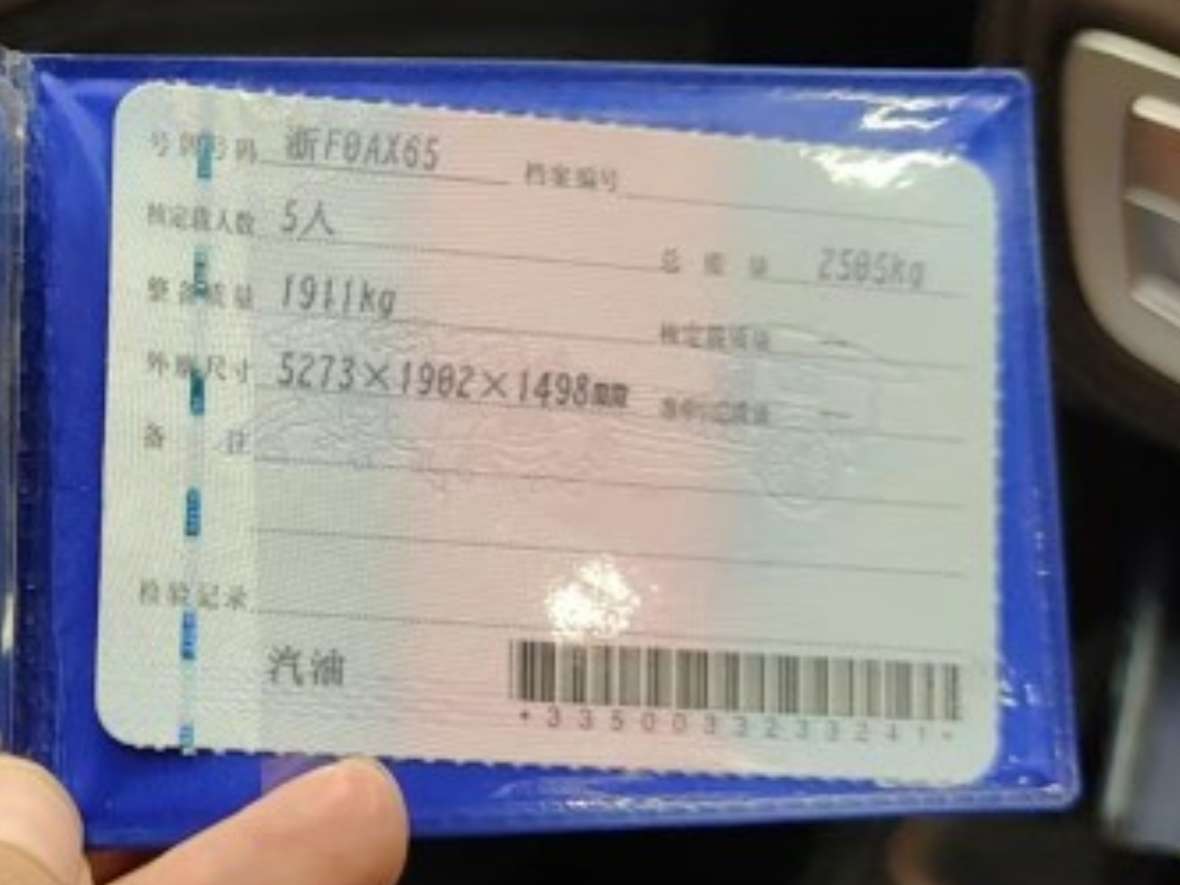 号牌号码 浙F0AX65 档案编号
核定载人数 5人 总质量 2505kg
整备质量 1911kg 核定载质量 —
外廓尺寸 5273×1902×1498mm 准牵引总质量 —
备注
检验记录
汽油
*3350033233241*